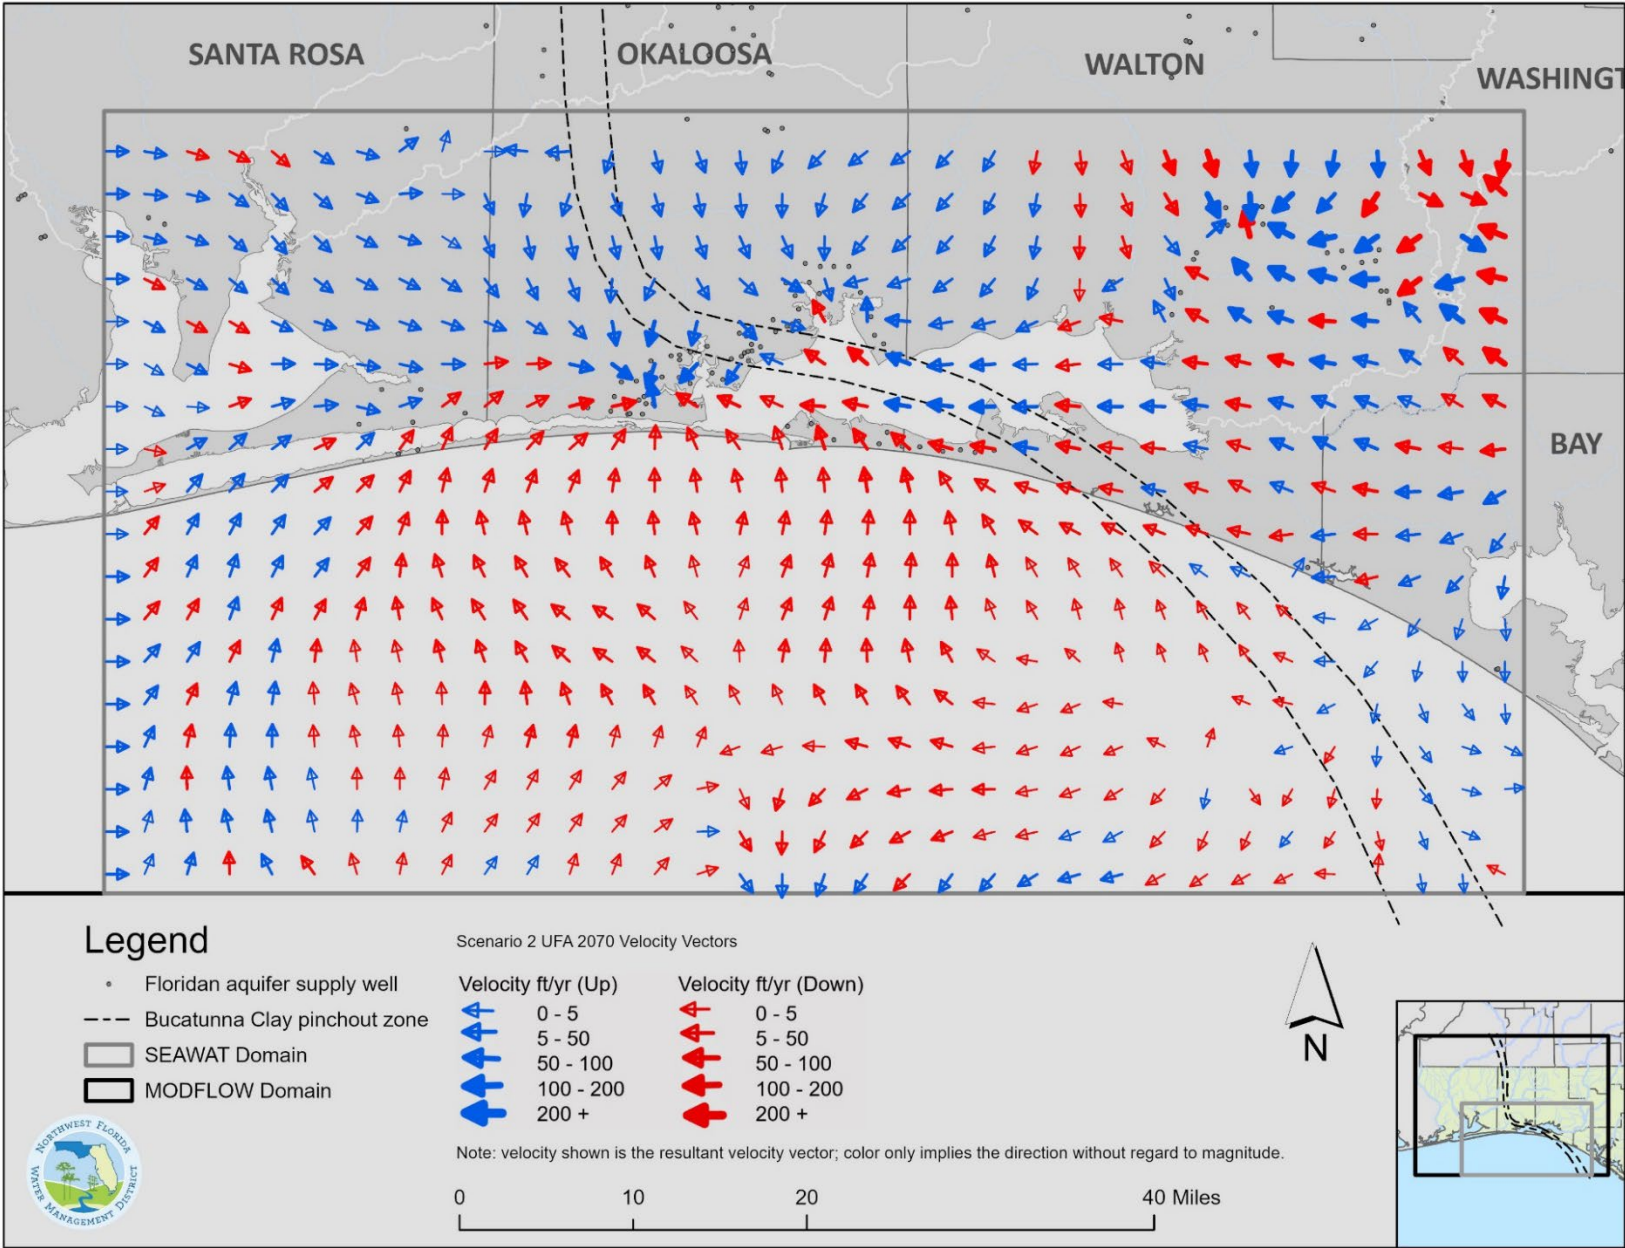 SANTA ROSA
OKALOOSA
WALTON
WASHINGT
BAY
Legend
Floridan aquifer supply well
Bucatunna Clay pinchout zone
SEAWAT Domain
MODFLOW Domain
Scenario 2 UFA 2070 Velocity Vectors
Velocity ft/yr (Up)
0 - 5
5 - 50
50 - 100
100 - 200
200 +
Velocity ft/yr (Down)
0 - 5
5 - 50
50 - 100
100 - 200
200 +
Note: velocity shown is the resultant velocity vector; color only implies the direction without regard to magnitude.
0 10 20 40 Miles
N
NORTHWEST FLORIDA
WATER MANAGEMENT DISTRICT